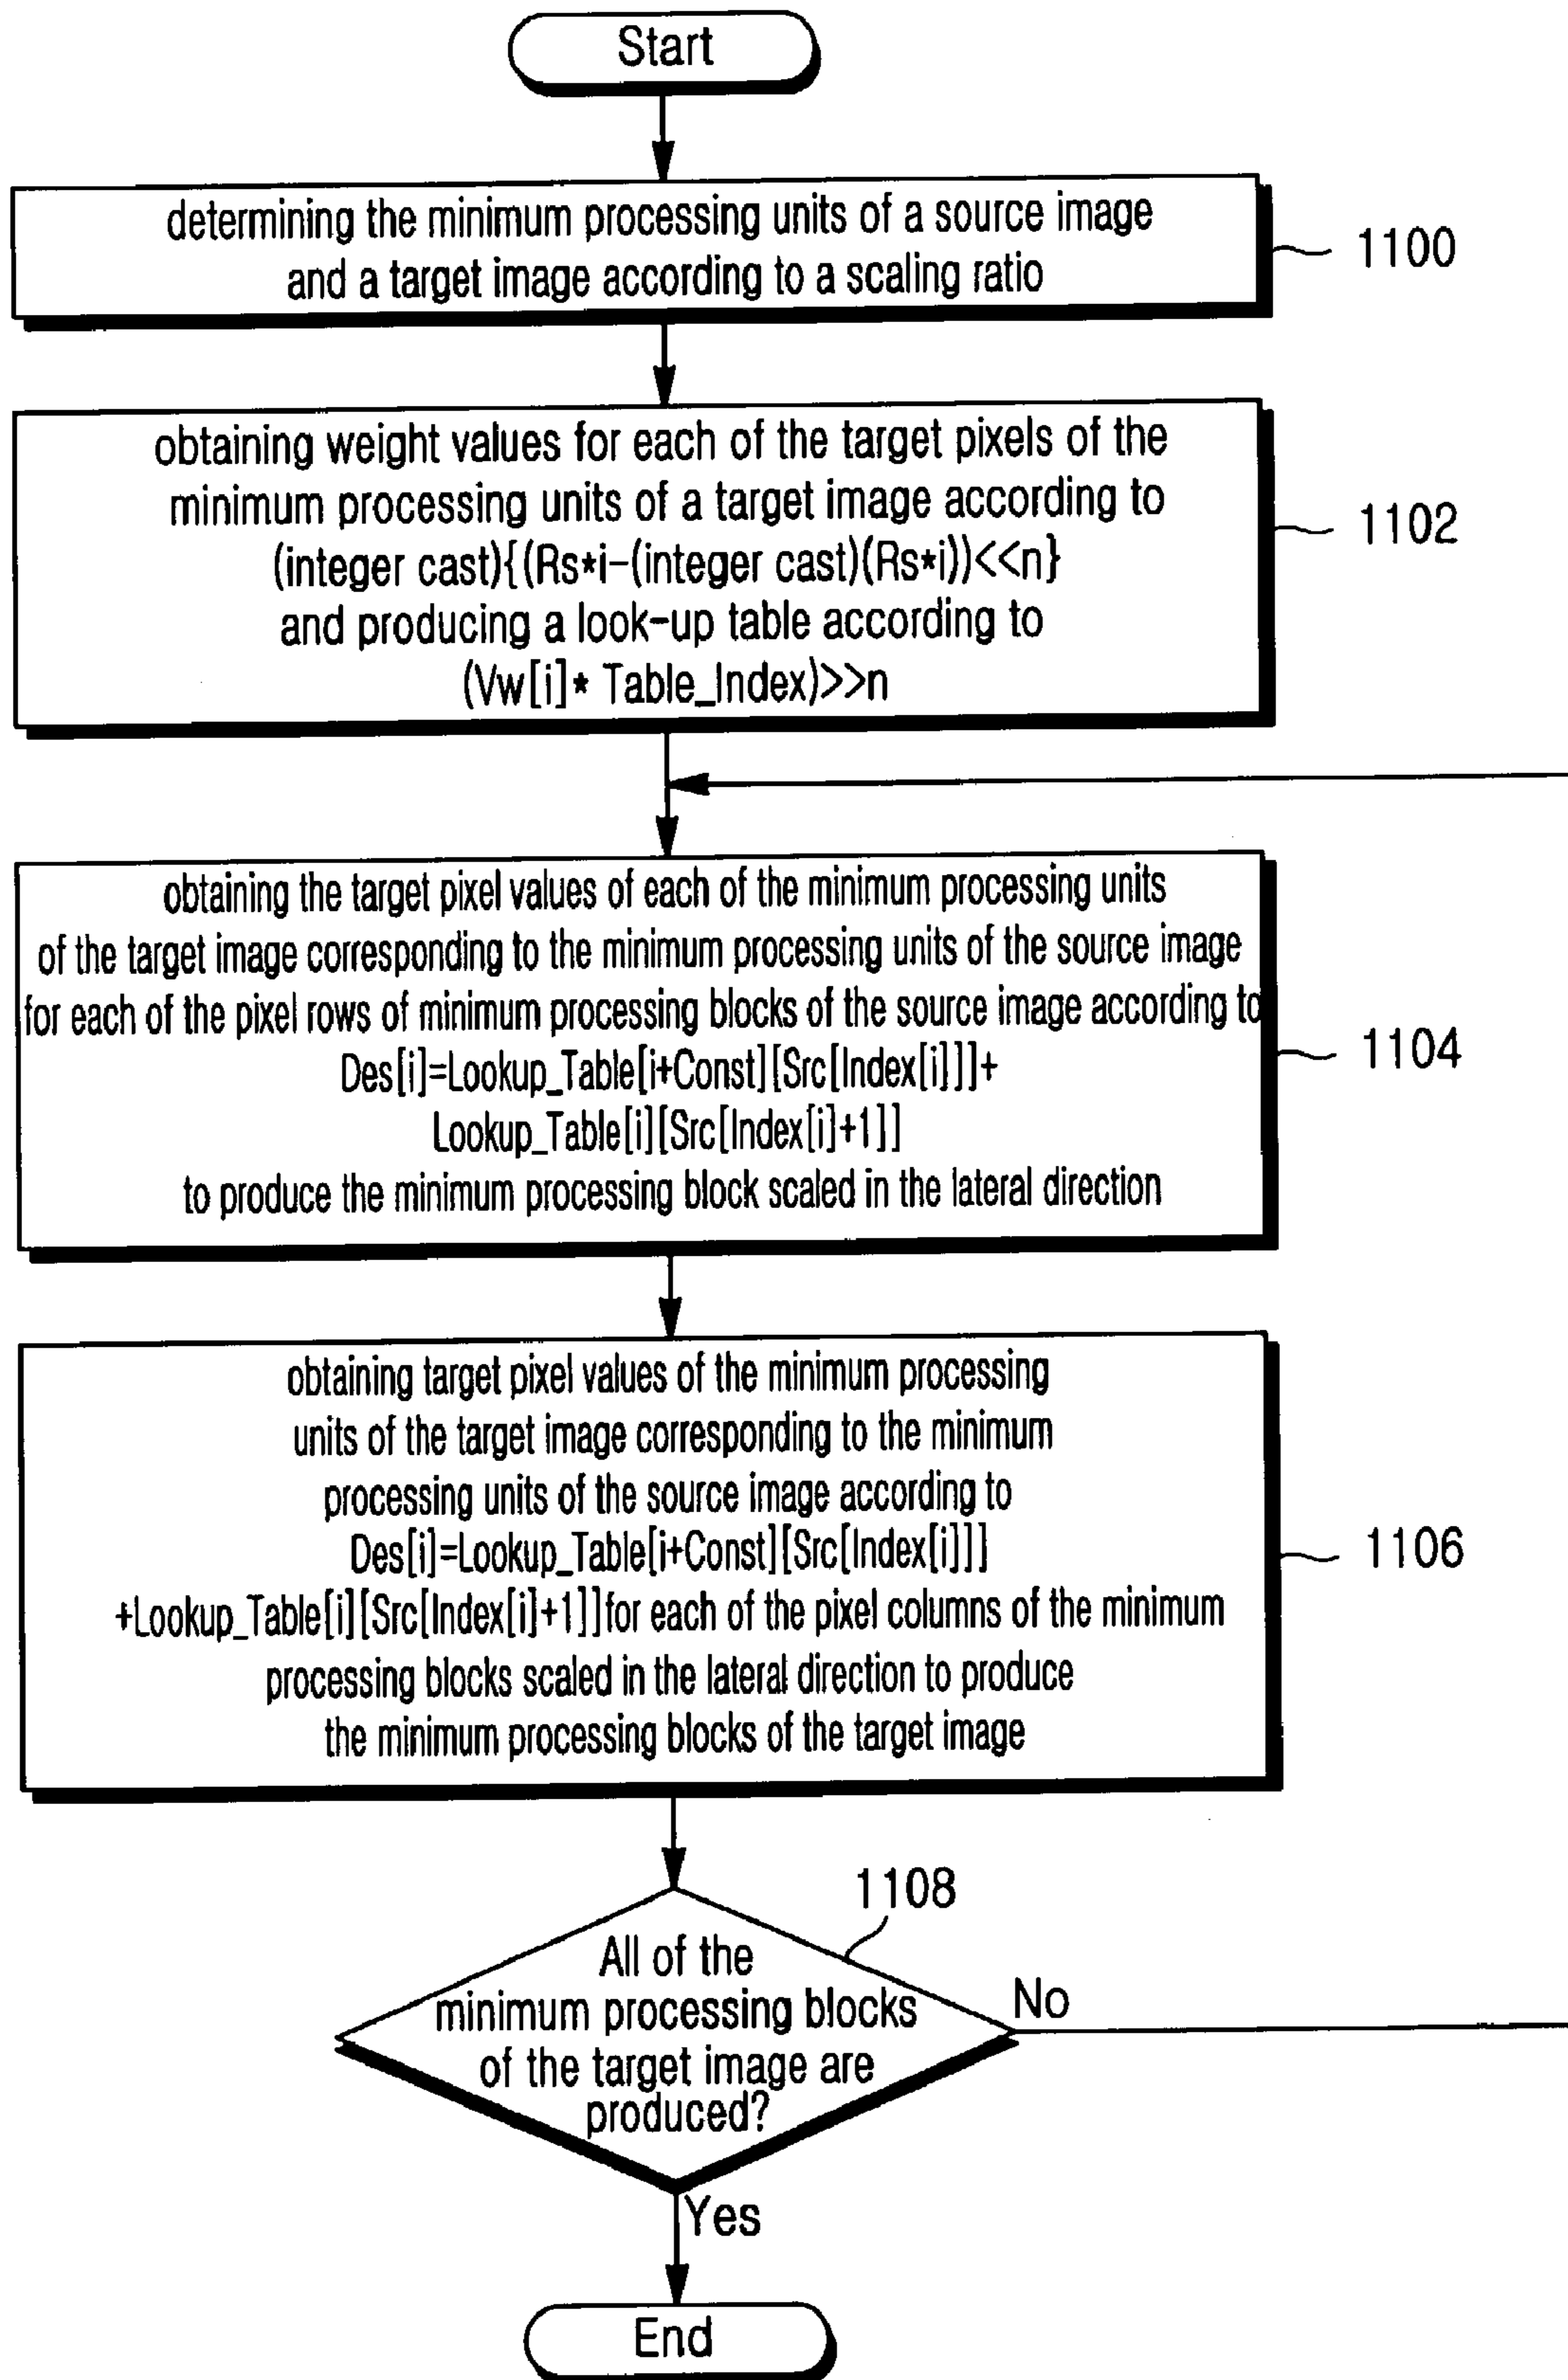 Start
determining the minimum processing units of a source image
and a target image according to a scaling ratio
1100
obtaining weight values for each of the target pixels of the
minimum processing units of a target image according to
(integer cast){(Rs*i-(integer cast)(Rs*i))<<n}
and producing a look-up table according to
(Vw[i]* Table_Index)>>n
1102
obtaining the target pixel values of each of the minimum processing units
of the target image corresponding to the minimum processing units of the source image
for each of the pixel rows of minimum processing blocks of the source image according to
Des[i]=Lookup_Table[i+Const][Src[Index[i]]]+
Lookup_Table[i][Src[Index[i]+1]]
to produce the minimum processing block scaled in the lateral direction
1104
obtaining target pixel values of the minimum processing
units of the target image corresponding to the minimum
processing units of the source image according to
Des[i]=Lookup_Table[i+Const][Src[Index[i]]]
+Lookup_Table[i][Src[Index[i]+1]]for each of the pixel columns of the minimum
processing blocks scaled in the lateral direction to produce
the minimum processing blocks of the target image
1106
1108
All of the
minimum processing blocks
of the target image are
produced?
No
Yes
End